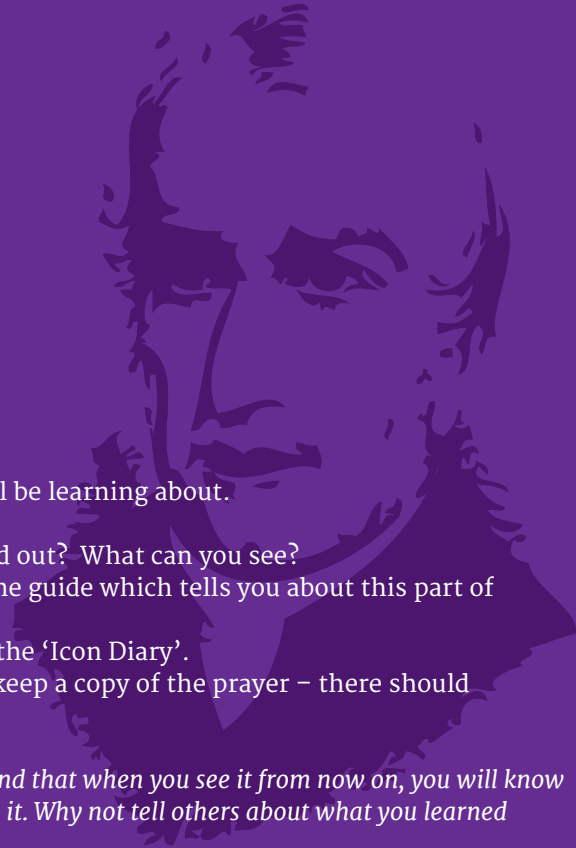 be learning about.
out?  What can you see?
guide which tells you about this part of
the ‘Icon Diary’.
keep a copy of the prayer – there should
that when you see it from now on, you will know
it. Why not tell others about what you learned